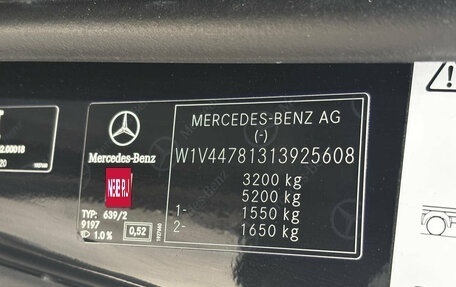 MERCEDES-BENZ AG
(-)
W1V44781313925608
3200 kg
5200 kg
1- 1550 kg
2- 1650 kg
Mercedes-Benz
TYP: 639/2
9197
1.0 % 0,52